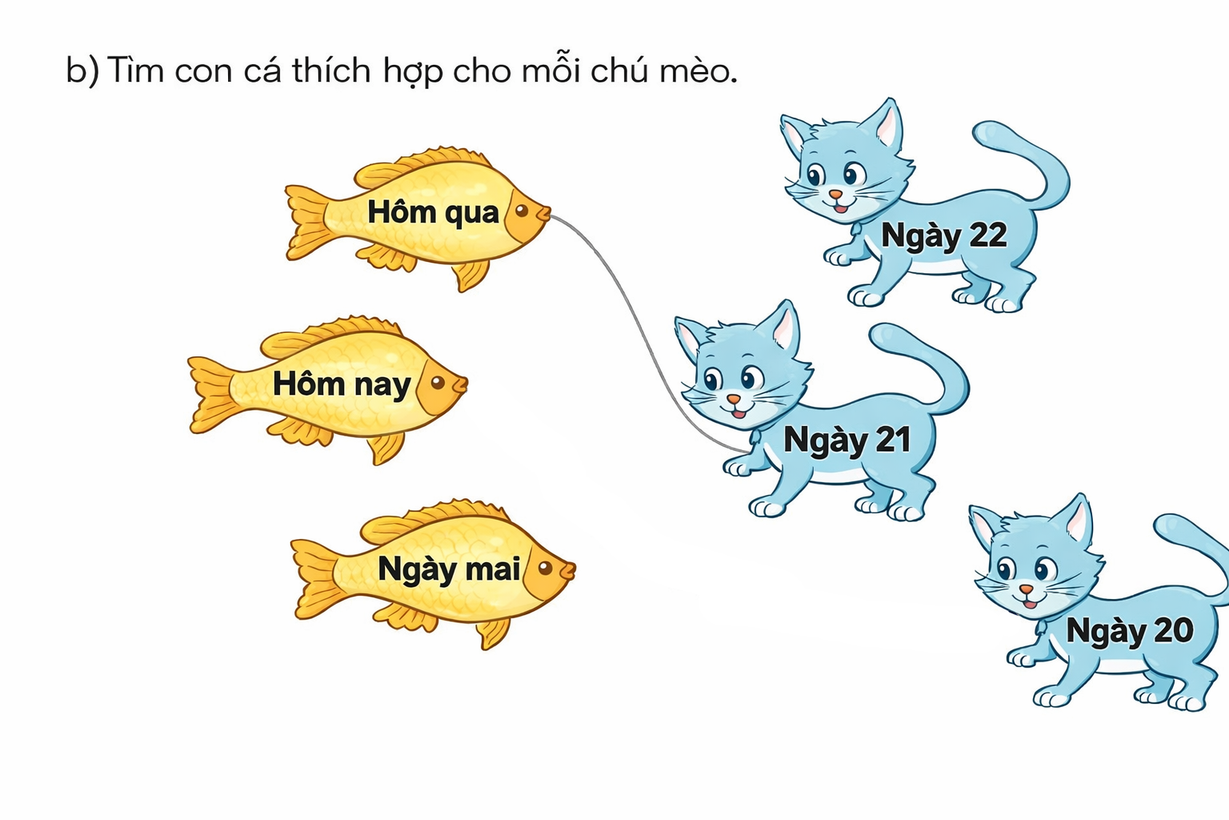 b) Tìm con cá thích hợp cho mỗi chú mèo.
Hôm qua
Ngày 22
Hôm nay
Ngày 21
Ngày mai
Ngày 20